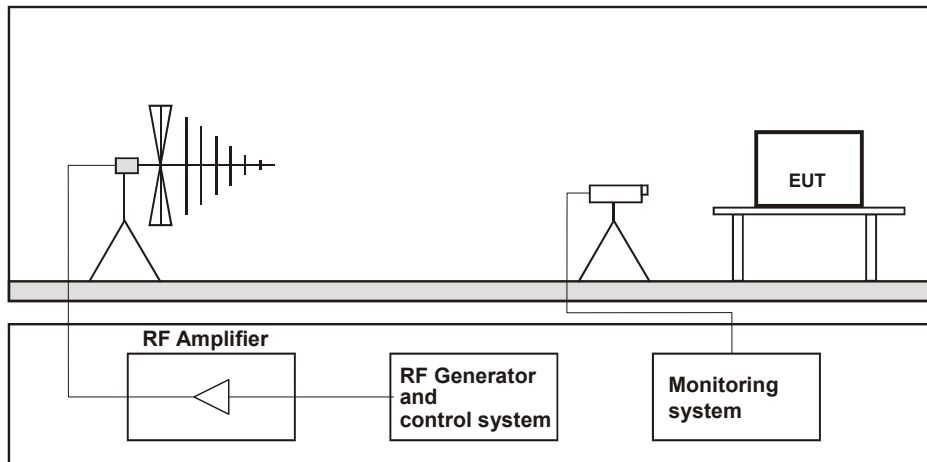 EUT
RF Amplifier
RF Generator
and
control system
Monitoring
system